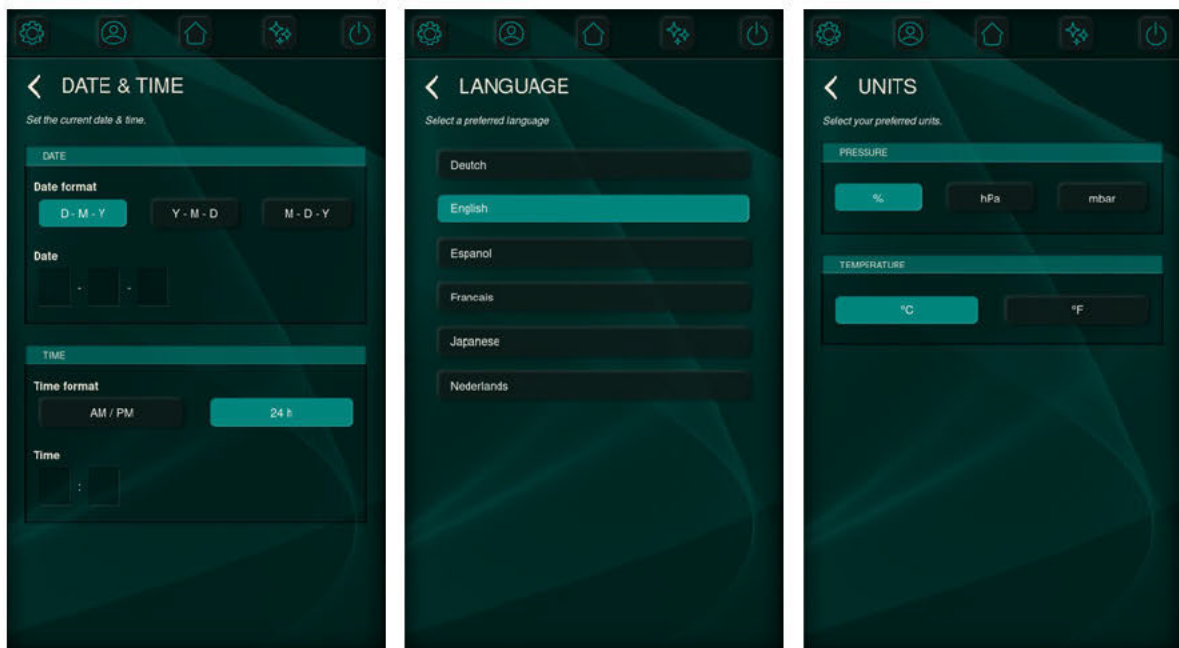 DATE & TIME
Set the current date & time.
DATE
Date format
D - M - Y
Y - M - D
M - D - Y
Date
- -
TIME
Time format
AM / PM
24 h
Time
:
LANGUAGE
Select a preferred language
Deutch
English
Espanol
Francais
Japanese
Nederlands
UNITS
Select your preferred units.
PRESSURE
%
hPa
mbar
TEMPERATURE
°C
°F